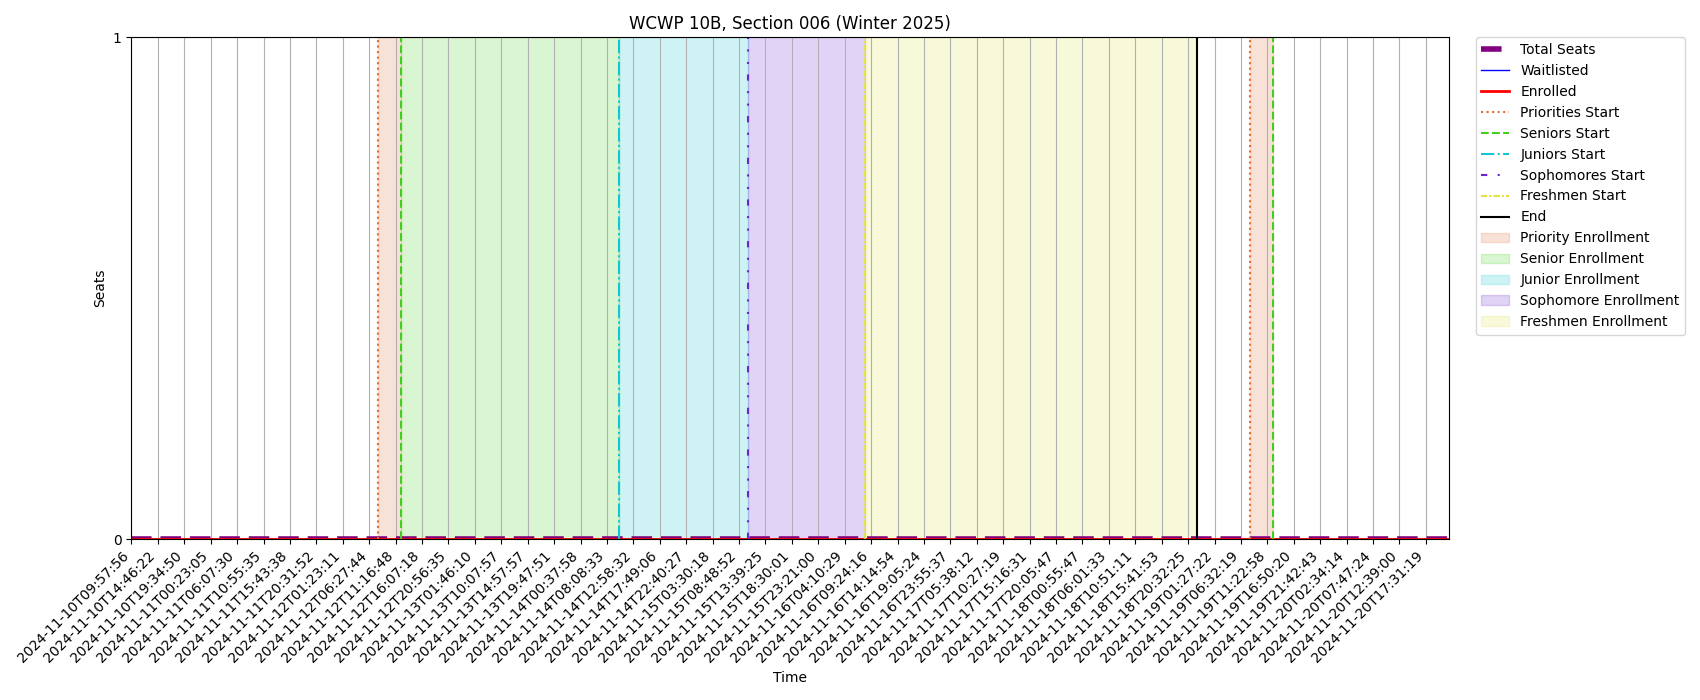 WCWP 10B, Section 006 (Winter 2025)
1
0
Seats
2024-11-10T09:57:56
2024-11-10T14:46:22
2024-11-10T19:34:50
2024-11-11T00:23:05
2024-11-11T06:07:30
2024-11-11T10:55:35
2024-11-11T15:43:38
2024-11-11T20:31:52
2024-11-12T01:23:11
2024-11-12T06:27:44
2024-11-12T11:16:48
2024-11-12T16:07:18
2024-11-12T20:56:35
2024-11-13T01:46:10
2024-11-13T10:07:57
2024-11-13T14:57:57
2024-11-13T19:47:51
2024-11-14T00:37:58
2024-11-14T08:08:33
2024-11-14T12:58:32
2024-11-14T17:49:06
2024-11-14T22:40:27
2024-11-15T03:30:18
2024-11-15T08:48:52
2024-11-15T13:39:25
2024-11-15T18:30:01
2024-11-15T23:21:00
2024-11-16T04:10:29
2024-11-16T09:24:16
2024-11-16T14:14:54
2024-11-16T19:05:24
2024-11-16T23:55:37
2024-11-17T05:38:12
2024-11-17T10:27:19
2024-11-17T15:16:31
2024-11-17T20:05:47
2024-11-18T00:55:47
2024-11-18T06:01:33
2024-11-18T10:51:11
2024-11-18T15:41:53
2024-11-18T20:32:25
2024-11-19T01:27:22
2024-11-19T06:32:19
2024-11-19T11:22:58
2024-11-19T16:50:20
2024-11-19T21:42:43
2024-11-20T02:34:14
2024-11-20T07:47:24
2024-11-20T12:39:00
2024-11-20T17:31:19
Time
Total Seats
Waitlisted
Enrolled
Priorities Start
Seniors Start
Juniors Start
Sophomores Start
Freshmen Start
End
Priority Enrollment
Senior Enrollment
Junior Enrollment
Sophomore Enrollment
Freshmen Enrollment